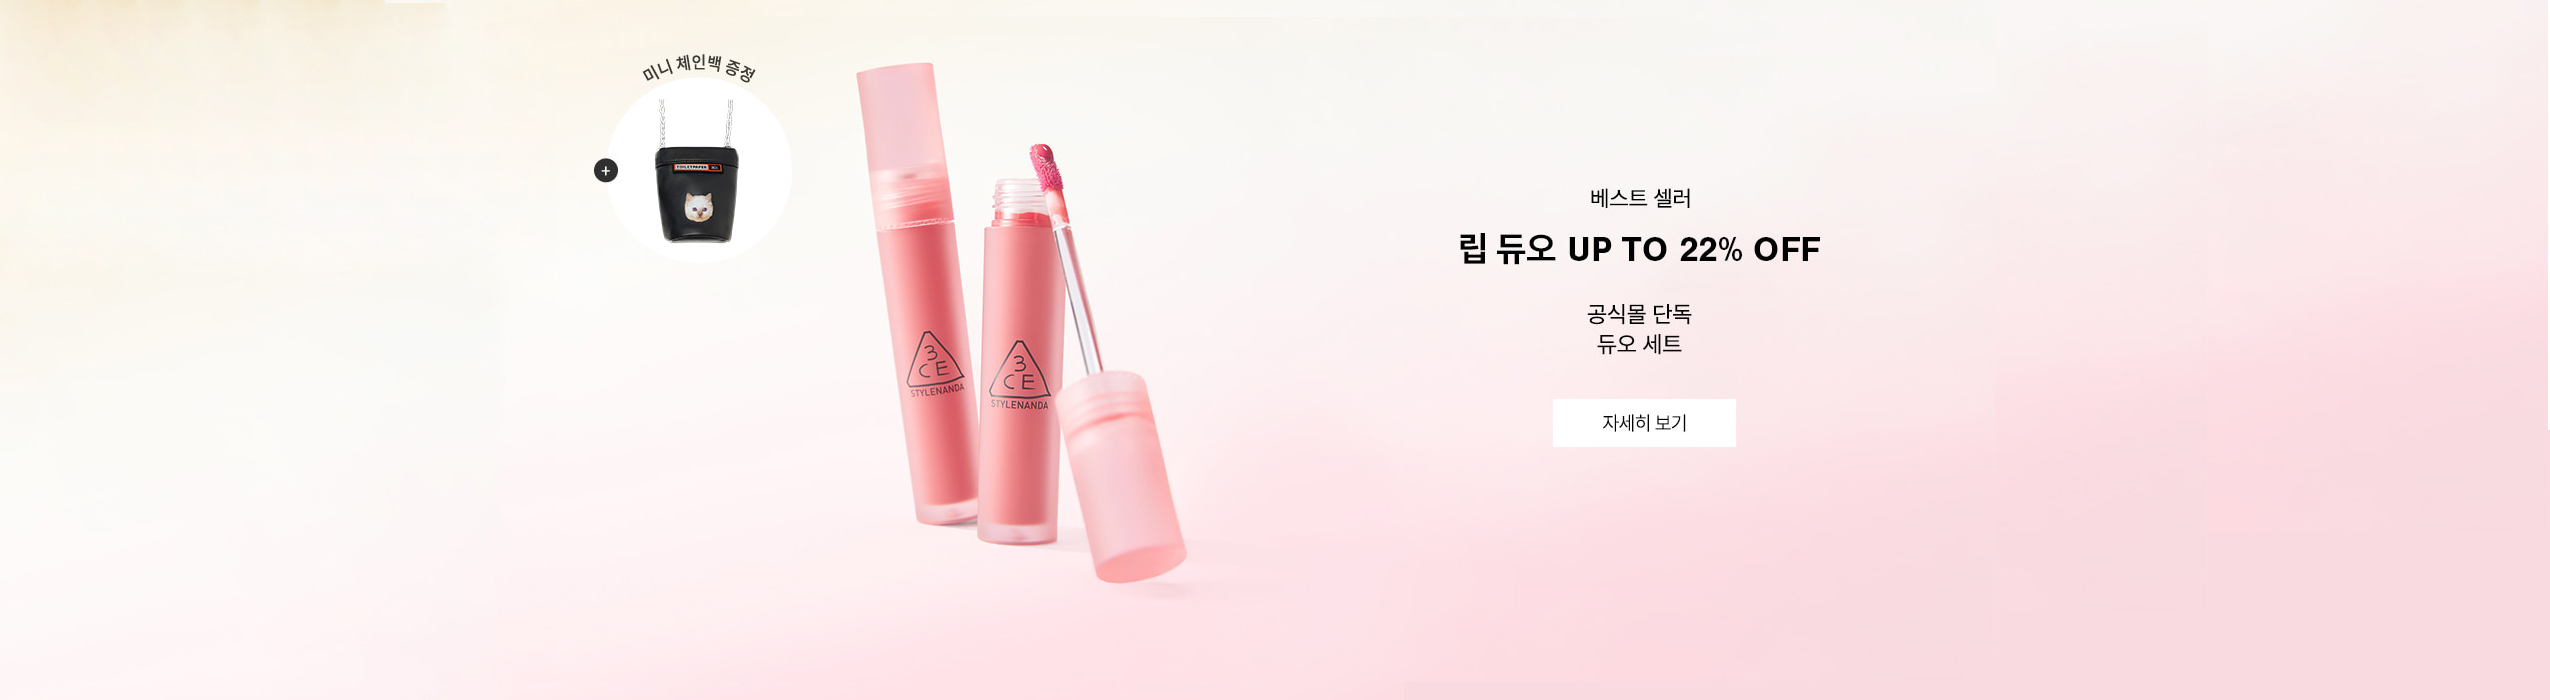 미니 체인백 증정
+
TOILETPAPER
3CE
STYLENANDA
3CE
STYLENANDA
베스트 셀러
립 듀오 UP TO 22% OFF
공식몰 단독
듀오 세트
자세히 보기